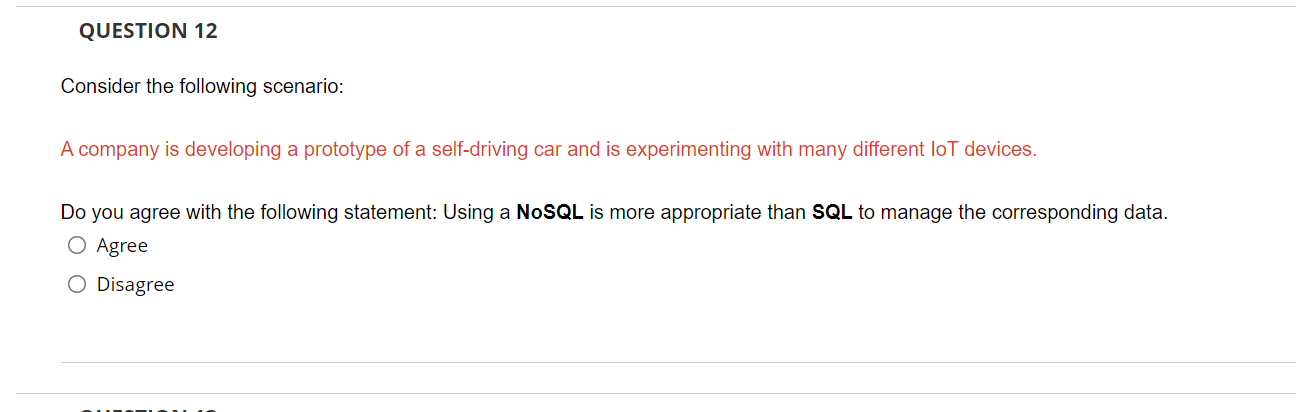 QUESTION 12
Consider the following scenario:
A company is developing a prototype of a self-driving car and is experimenting with many different IoT devices.
Do you agree with the following statement: Using a NoSQL is more appropriate than SQL to manage the corresponding data.
Agree
Disagree